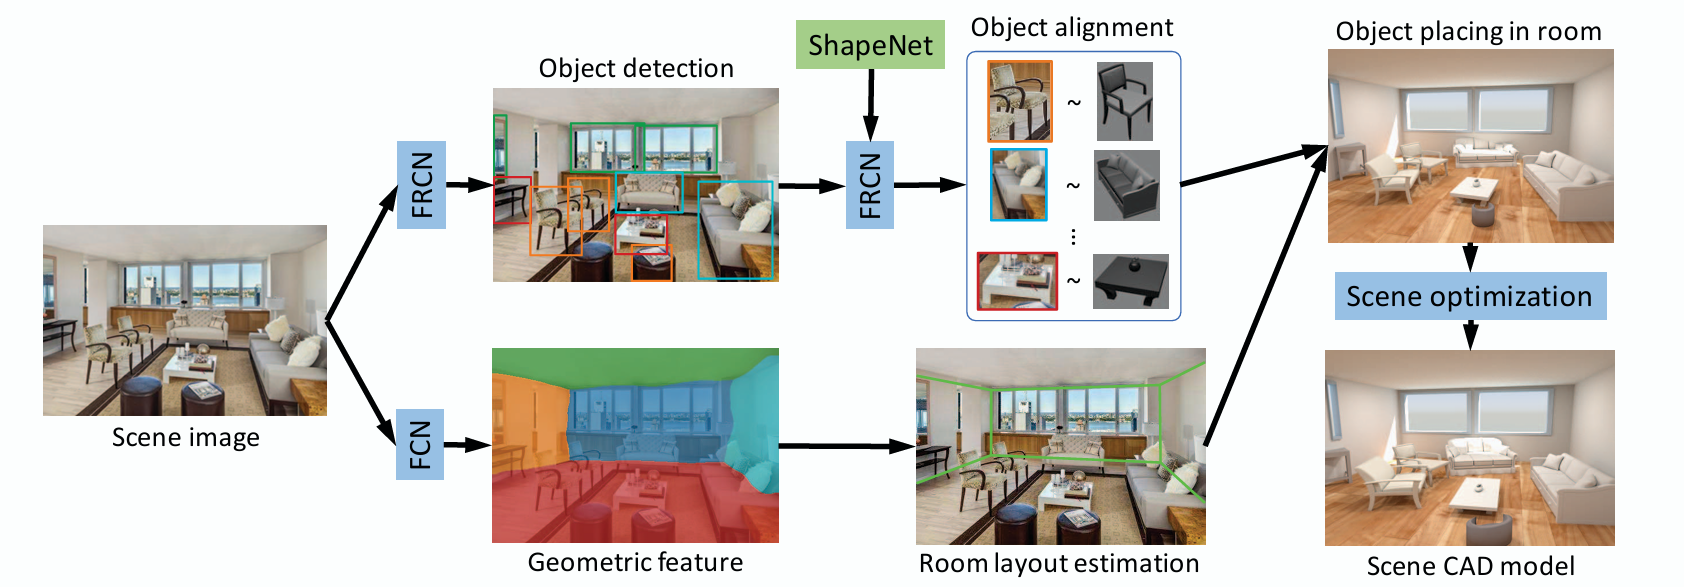 Scene image
FRCN
FCN
Object detection
Geometric feature
ShapeNet
FRCN
Object alignment
~
~
⋮
~
Room layout estimation
Object placing in room
Scene optimization
Scene CAD model